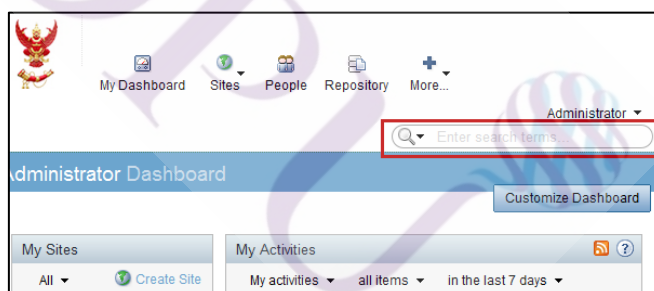 My Dashboard Sites People Repository More...
Administrator
Enter search terms...
Administrator Dashboard
Customize Dashboard
My Sites My Activities
All Create Site My activities all items in the last 7 days